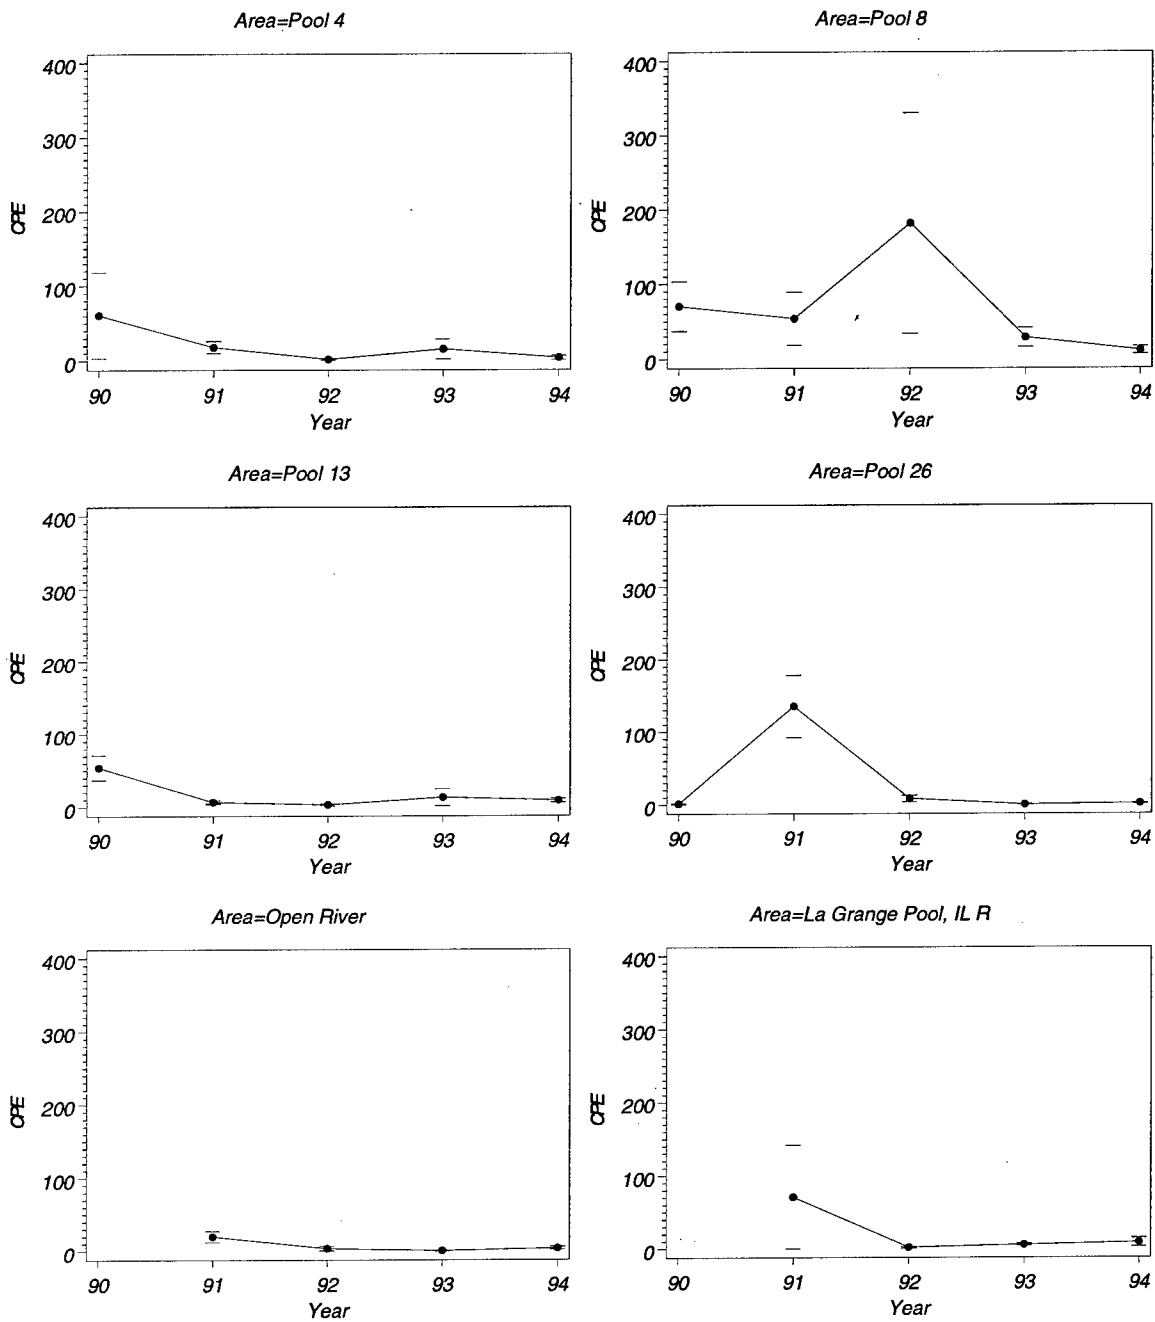 Area=Pool 4
400
300
200
100
0
CPE
90 91 92 93 94
Year
Area=Pool 8
400
300
200
100
0
CPE
90 91 92 93 94
Year
Area=Pool 13
400
300
200
100
0
CPE
90 91 92 93 94
Year
Area=Pool 26
400
300
200
100
0
CPE
90 91 92 93 94
Year
Area=Open River
400
300
200
100
0
CPE
90 91 92 93 94
Year
Area=La Grange Pool, IL R
400
300
200
100
0
CPE
90 91 92 93 94
Year